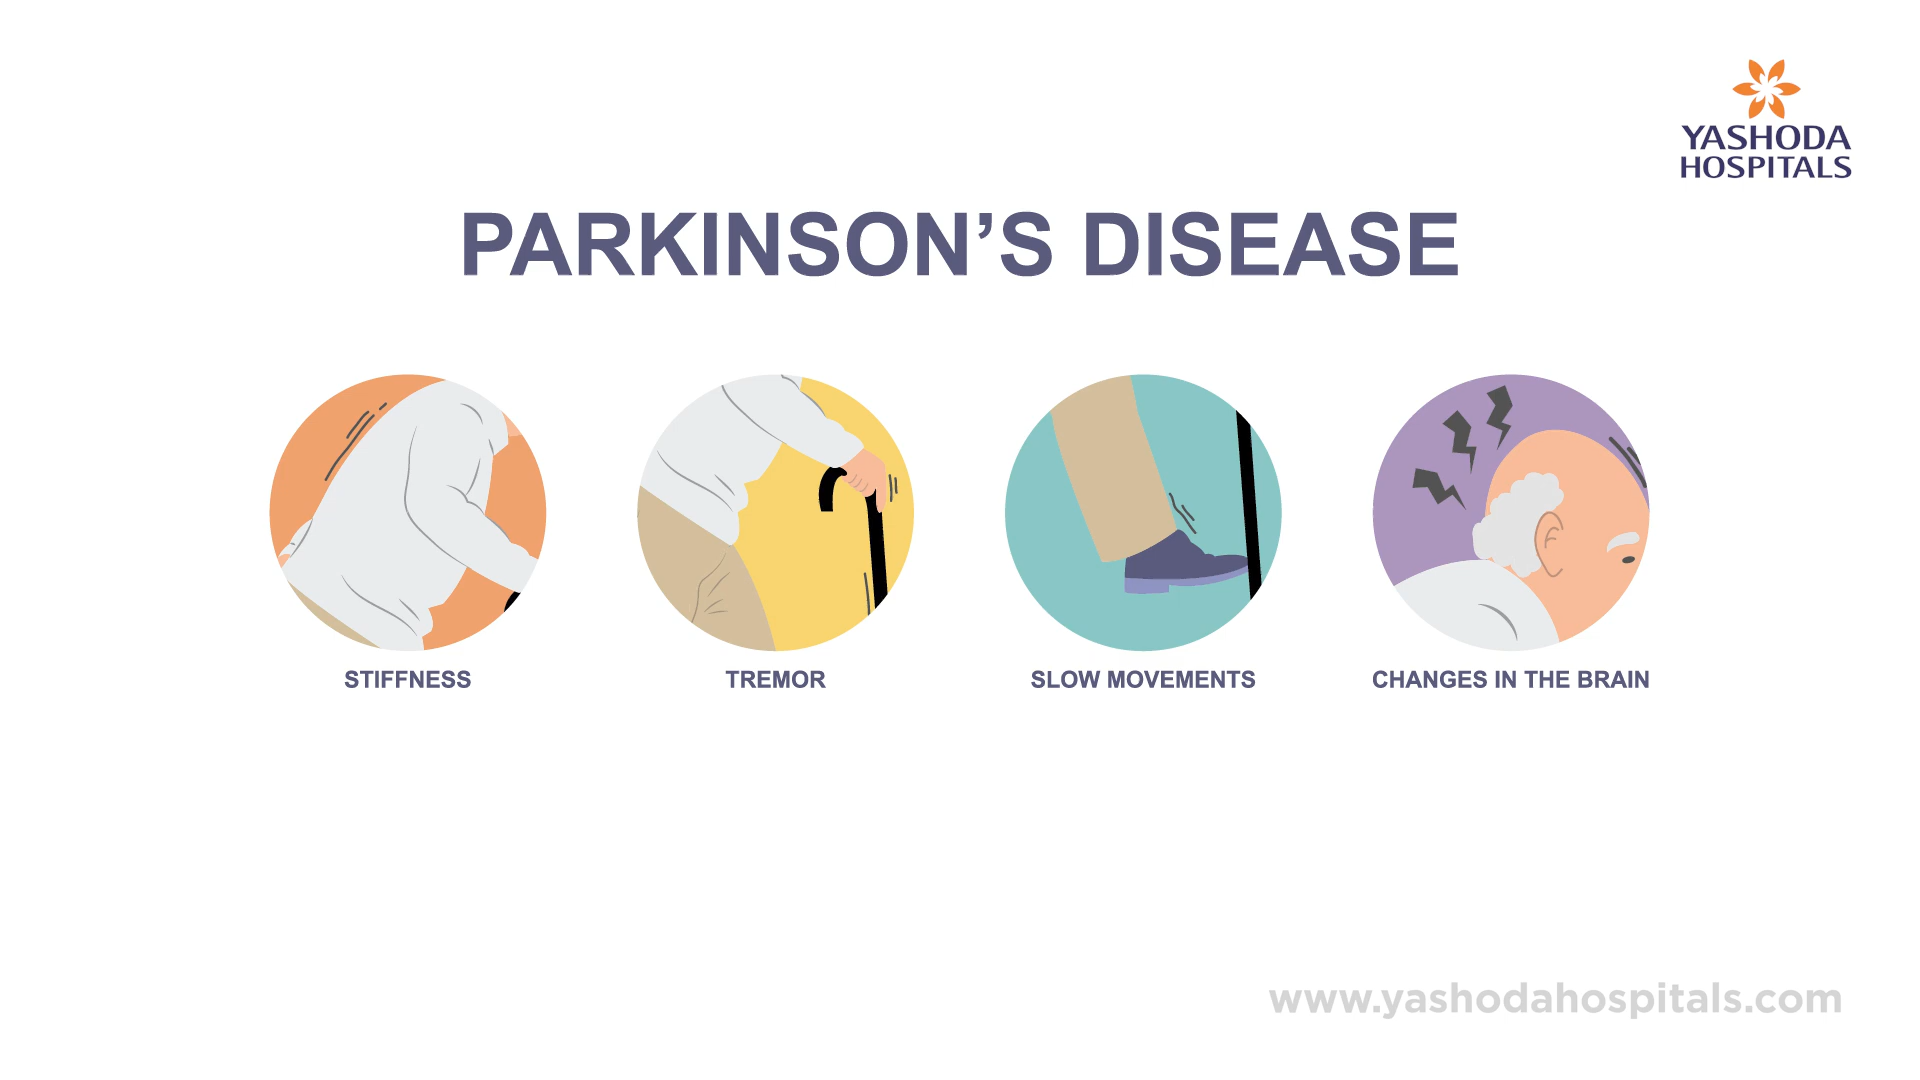 YASHODA
HOSPITALS
PARKINSON’S DISEASE
STIFFNESS
TREMOR
SLOW MOVEMENTS
CHANGES IN THE BRAIN
www.yashodahospitals.com